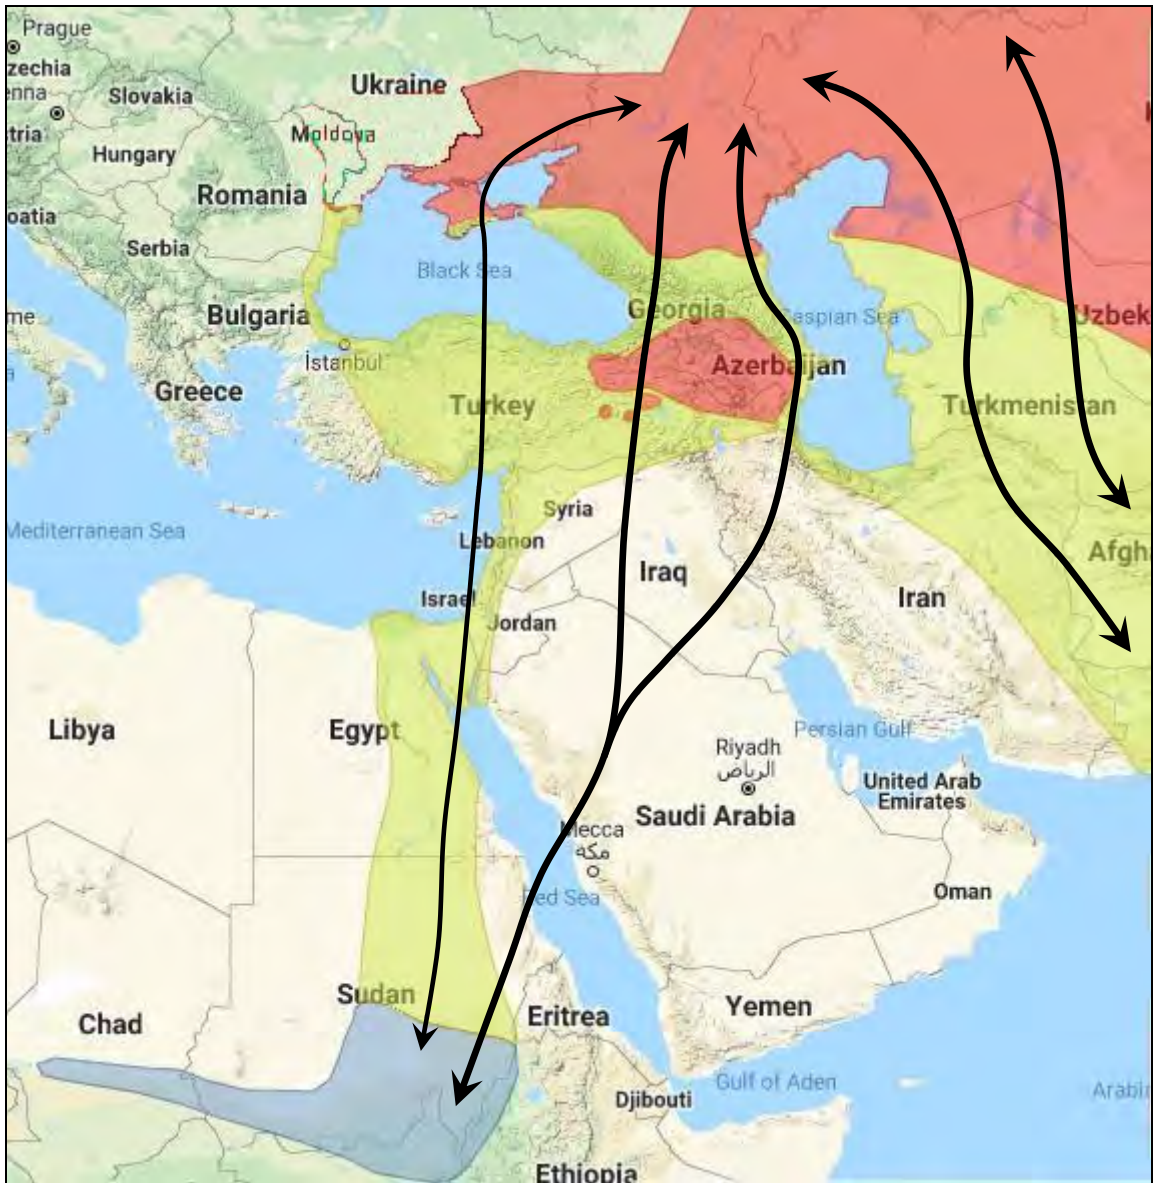 Prague
zechia
enna
Slovakia
Ukraine
tria
Moldova
Hungary
Romania
oatia
Serbia
Black Sea
Bulgaria
Georgia
Caspian Sea
Uzbek
me
İstanbul
Azerbaijan
Greece
Turkey
Turkmenistan
Syria
Mediterranean Sea
Lebanon
Afgh
Iraq
Israel
Iran
Jordan
Libya
Egypt
Persian Gulf
Riyadh
الرياض
United Arab
Emirates
Saudi Arabia
Mecca
مكة
Red Sea
Oman
Sudan
Yemen
Chad
Eritrea
Gulf of Aden
Arabi
Djibouti
Ethiopia